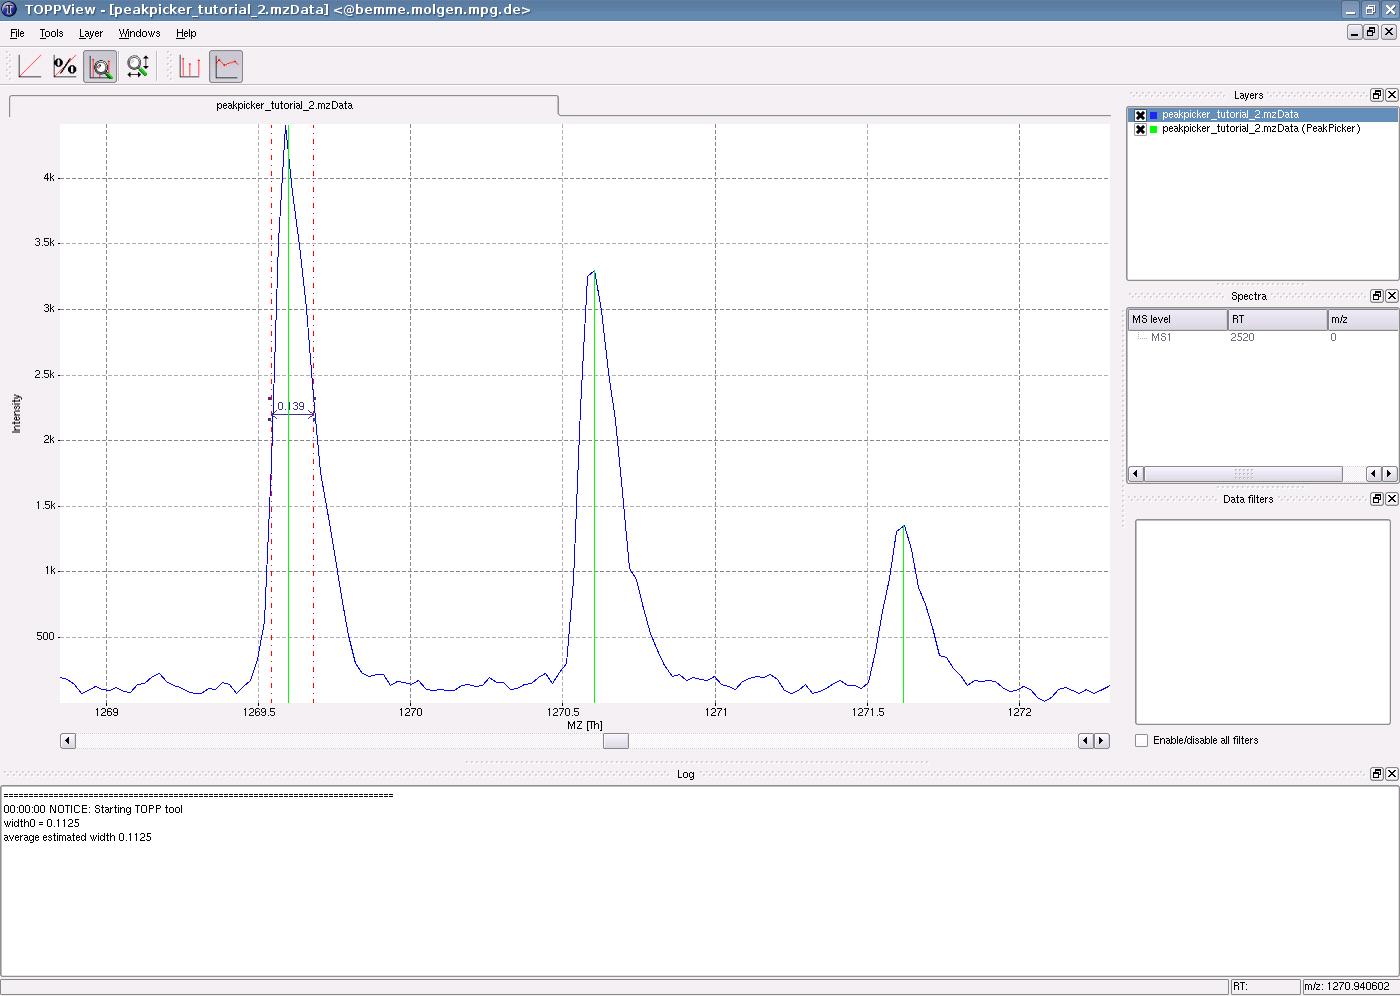 TOPPView - [peakpicker_tutorial_2.mzData] <@bemme.molgen.mpg.de>
File Tools Layer Windows Help
%
peakpicker_tutorial_2.mzData
4k
3.5k
3k
2.5k
2k
1.5k
1k
500
Intensity
0.139
1269 1269.5 1270 1270.5 1271 1271.5 1272
MZ [Th]
Layers
peakpicker_tutorial_2.mzData
peakpicker_tutorial_2.mzData (PeakPicker)
Spectra
MS level RT m/z
MS1 2520 0
Data filters
Enable/disable all filters
Log
==============================================================================
00:00:00 NOTICE: Starting TOPP tool
width0 = 0.1125
average estimated width 0.1125
RT: m/z: 1270.940602